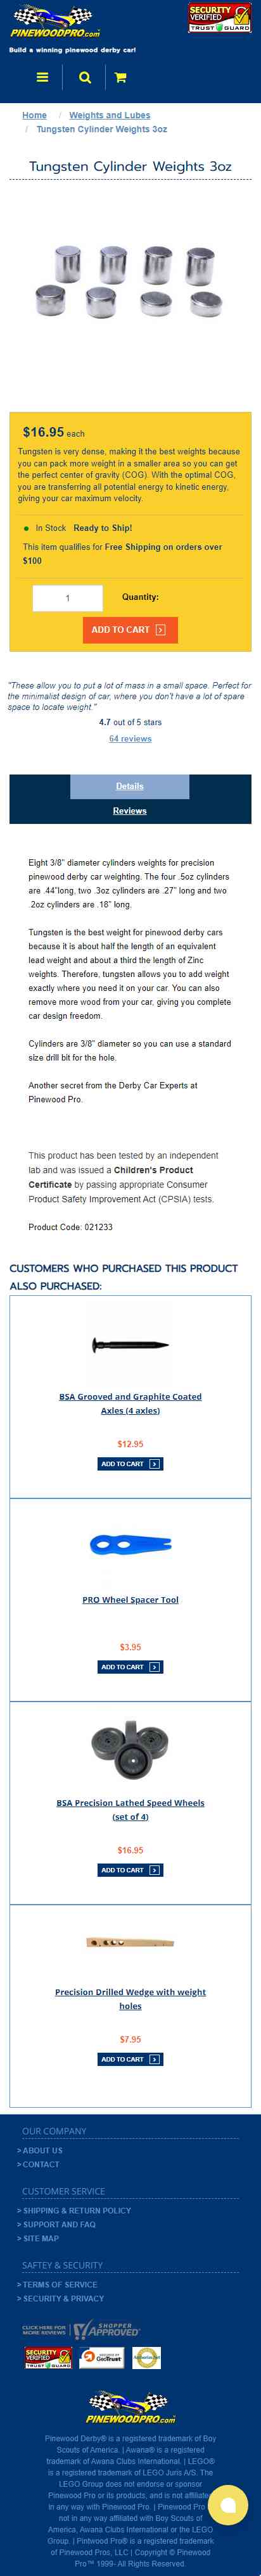 PINEWOODPRO.com
SECURITY
VERIFIED
TRUST GUARD
Build a winning pinewood derby car!
Home / Weights and Lubes
/ Tungsten Cylinder Weights 3oz
Tungsten Cylinder Weights 3oz
$16.95 each
Tungsten is very dense, making it the best weights because
you can pack more weight in a smaller area so you can get
the perfect center of gravity (COG). With the optimal COG,
you are transferring all potential energy to kinetic energy,
giving your car maximum velocity.
In Stock Ready to Ship!
This item qualifies for Free Shipping on orders over
$100
1 Quantity:
ADD TO CART
"These allow you to put a lot of mass in a small space. Perfect for
the minimalist design of car, where you don't have a lot of spare
space to locate weight."
4.7 out of 5 stars
64 reviews
Details
Reviews
Eight 3/8" diameter cylinders weights for precision
pinewood derby car weighting. The four .5oz cylinders
are .44"long, two .3oz cylinders are .27" long and two
.2oz cylinders are .18" long.
Tungsten is the best weight for pinewood derby cars
because it is about half the length of an equivalent
lead weight and about a third the length of Zinc
weights. Therefore, tungsten allows you to add weight
exactly where you need it on your car. You can also
remove more wood from your car, giving you complete
car design freedom.
Cylinders are 3/8" diameter so you can use a standard
size drill bit for the hole.
Another secret from the Derby Car Experts at
Pinewood Pro.
This product has been tested by an independent
lab and was issued a Children's Product
Certificate by passing appropriate Consumer
Product Safety Improvement Act (CPSIA) tests.
Product Code: 021233
CUSTOMERS WHO PURCHASED THIS PRODUCT
ALSO PURCHASED:
BSA Grooved and Graphite Coated
Axles (4 axles)
$12.95
ADD TO CART
PRO Wheel Spacer Tool
$3.95
ADD TO CART
BSA Precision Lathed Speed Wheels
(set of 4)
$16.95
ADD TO CART
Precision Drilled Wedge with weight
holes
$7.95
ADD TO CART
OUR COMPANY
> ABOUT US
> CONTACT
CUSTOMER SERVICE
> SHIPPING & RETURN POLICY
> SUPPORT AND FAQ
> SITE MAP
SAFTEY & SECURITY
> TERMS OF SERVICE
> SECURITY & PRIVACY
CLICK HERE FOR
MORE REVIEWS
SHOPPER
APPROVED
SECURITY
VERIFIED
TRUST GUARD
GeoTrust
PINEWOODPRO.com
Pinewood Derby® is a registered trademark of Boy
Scouts of America. | Awana® is a registered
trademark of Awana Clubs International. | LEGO®
is a registered trademark of LEGO Juris A/S. The
LEGO Group does not endorse or sponsor
Pinewood Pro or its products, and is not affiliated
in any way with Pinewood Pro. | Pinewood Pro
not in any way affiliated with Boy Scouts of
America, Awana Clubs International or the LEGO
Group. | Pintwood Pro® is a registered trademark
of Pinewood Pros, LLC | Copyright © Pinewood
Pro™ 1999- All Rights Reserved.